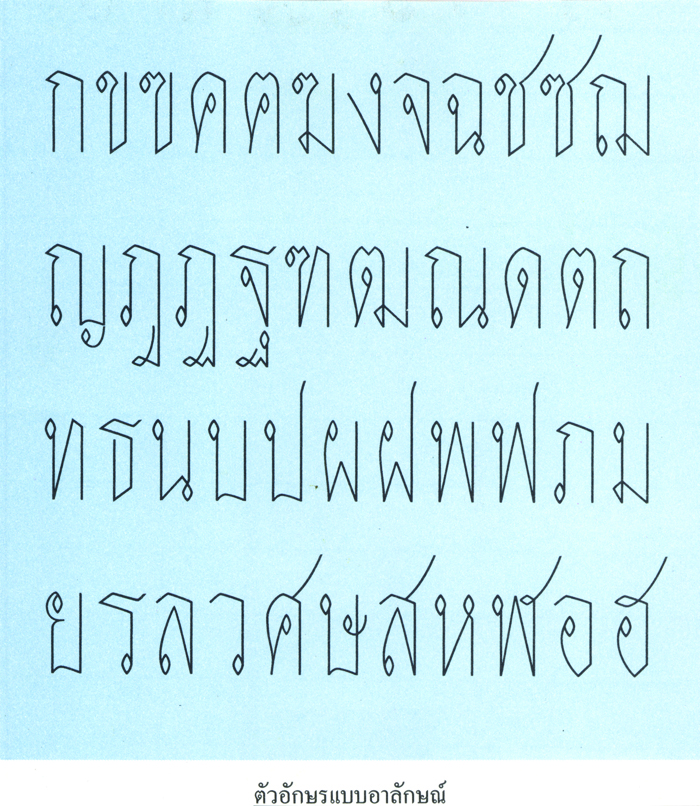 กขฃคฅฆงจฉชซฌ
ญฎฏฐฑฒณดตถ
ทธนบปผฝพฟภม
ยรลวศษสหฬอฮ
ตัวอักษรแบบอาลักษณ์